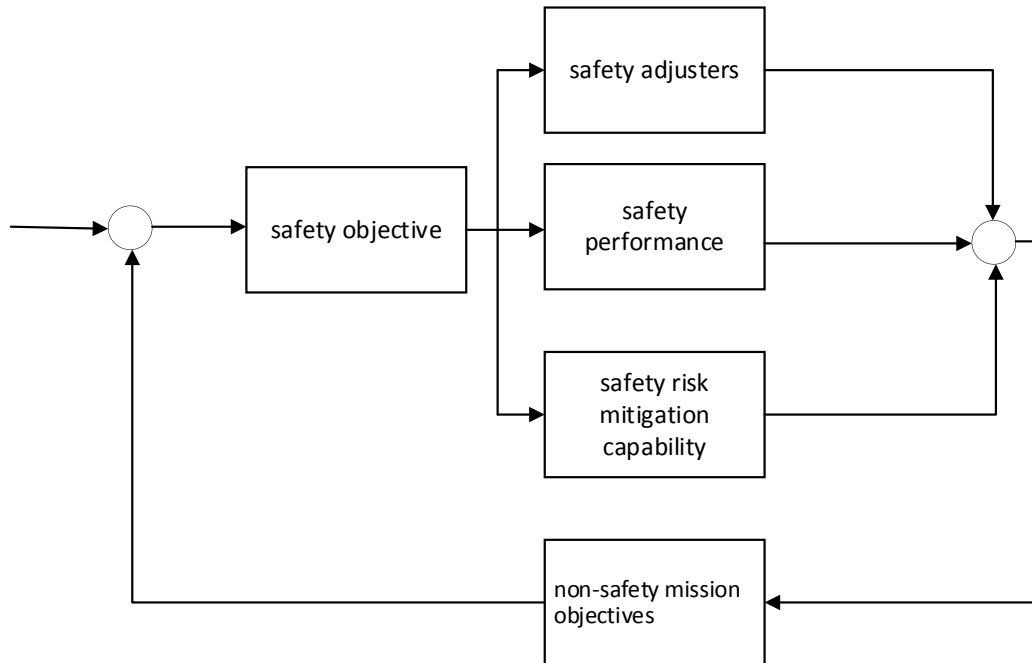 safety adjusters
safety objective
safety
performance
safety risk
mitigation
capability
non-safety mission
objectives